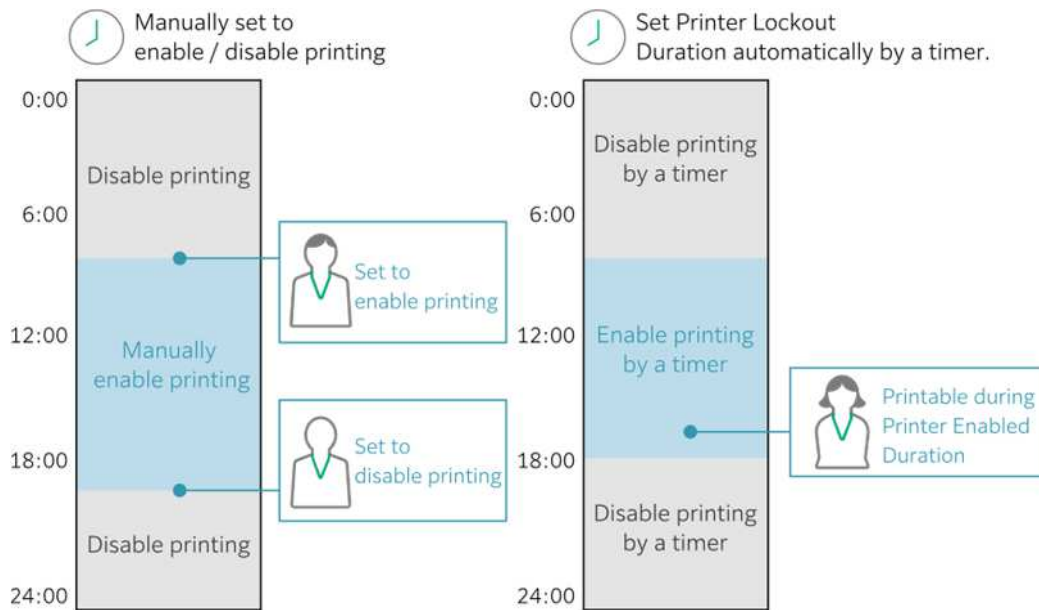 Manually set to
enable / disable printing
0:00
Disable printing
6:00
Set to
enable printing
12:00
Manually
enable printing
Set to
disable printing
18:00
Disable printing
24:00
Set Printer Lockout
Duration automatically by a timer.
0:00
Disable printing
by a timer
6:00
12:00
Enable printing
by a timer
Printable during
Printer Enabled
Duration
18:00
Disable printing
by a timer
24:00